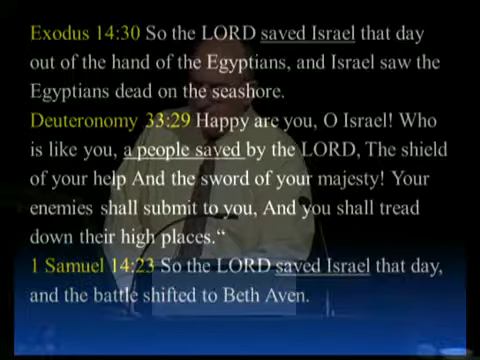 Exodus 14:30 So the LORD saved Israel that day
out of the hand of the Egyptians, and Israel saw the
Egyptians dead on the seashore.
Deuteronomy 33:29 Happy are you, O Israel! Who
is like you, a people saved by the LORD, The shield
of your help And the sword of your majesty! Your
enemies shall submit to you, And you shall tread
down their high places.“
1 Samuel 14:23 So the LORD saved Israel that day,
and the battle shifted to Beth Aven.